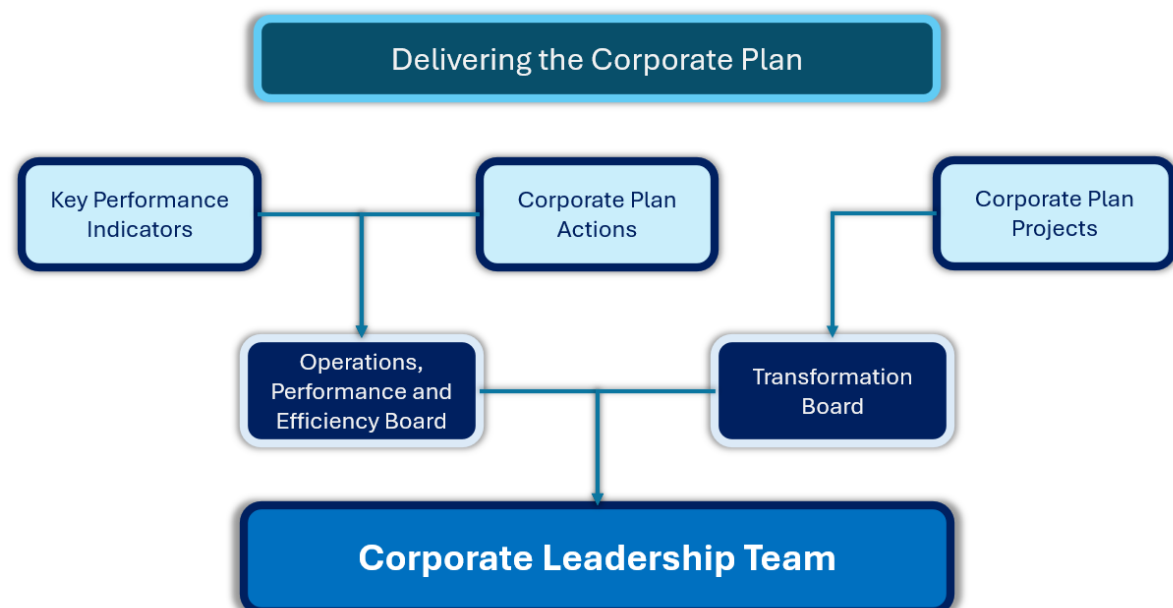 Delivering the Corporate Plan
Key Performance
Indicators
Corporate Plan
Actions
Corporate Plan
Projects
Operations,
Performance and
Efficiency Board
Transformation
Board
Corporate Leadership Team